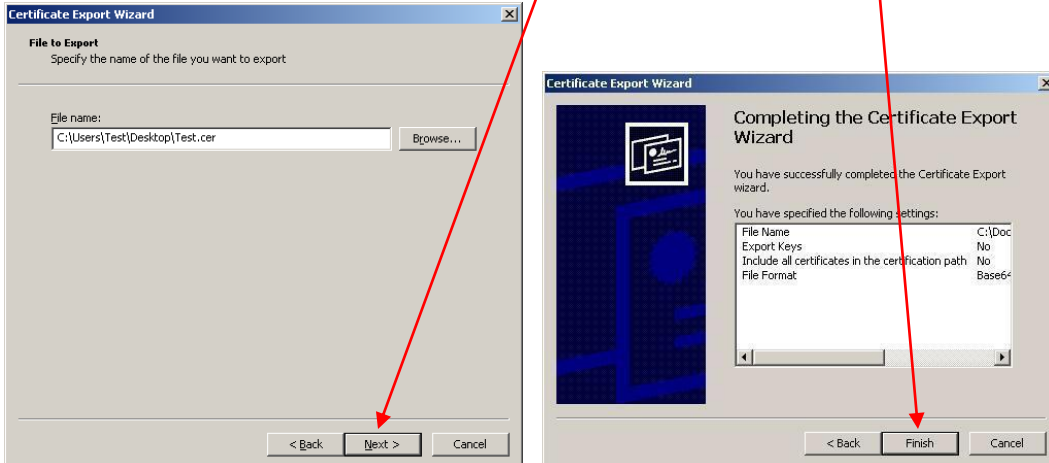 Certificate Export Wizard
File to Export
Specify the name of the file you want to export
File name:
C:\Users\Test\Desktop\Test.cer
Browse...
< Back
Next >
Cancel
Certificate Export Wizard
Completing the Certificate Export
Wizard
You have successfully completed the Certificate Export
wizard.
You have specified the following settings:
File Name C:\Doc
Export Keys No
Include all certificates in the certification path No
File Format Base64
< Back
Finish
Cancel